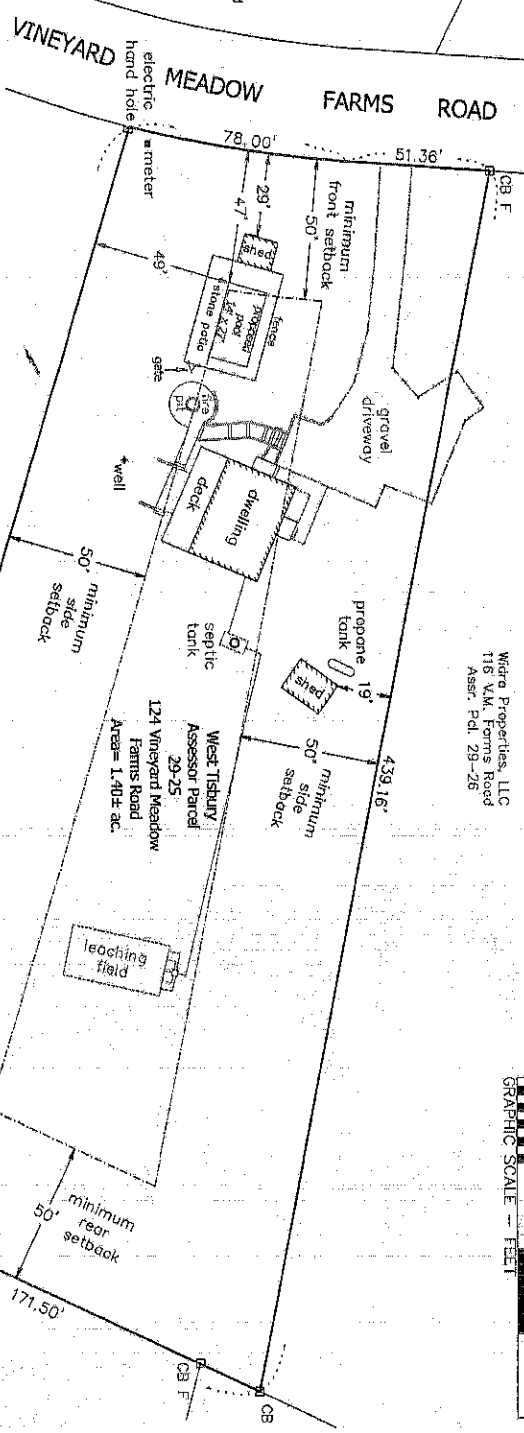 VINEYARD MEADOW FARMS ROAD
electric
hand hole
meter
78.00'
51.36'
CB F
29'
47'
50'
minimum
front setback
shed
fence
proposed
pool
stone patio
49'
gate
fire
pit
gravel
driveway
well
deck
dwelling
septic
tank
propane
tank
shed
19'
50' minimum
side
setback
50'
minimum
side
setback
439.16'
Widra Properties, LLC
116 V.M. Farms Road
Assr. Pcl. 29-26
West Tisbury
Assessor Parcel
29-25
124 Vineyard Meadow
Farms Road
Area= 1.40± ac.
leaching
field
GRAPHIC SCALE -- FEET
50'
minimum
rear
setback
171.50'
CB F
CB